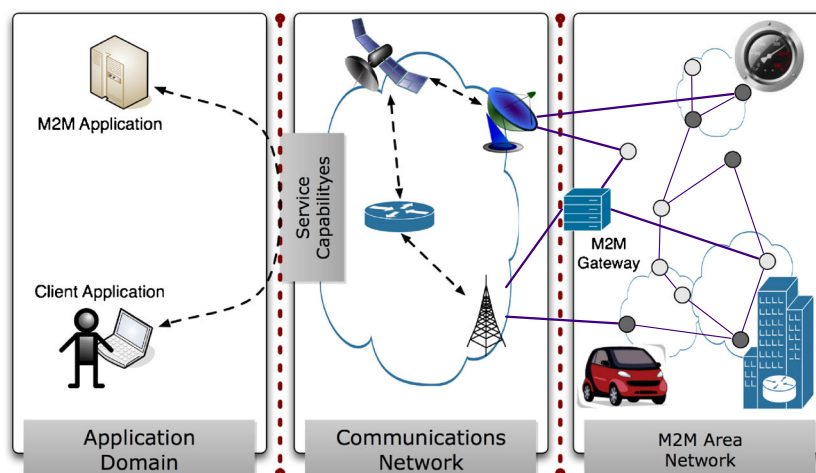 M2M Application
Client Application
Service
Capabilityes
M2M
Gateway
Application
Domain
Communications
Network
M2M Area
Network